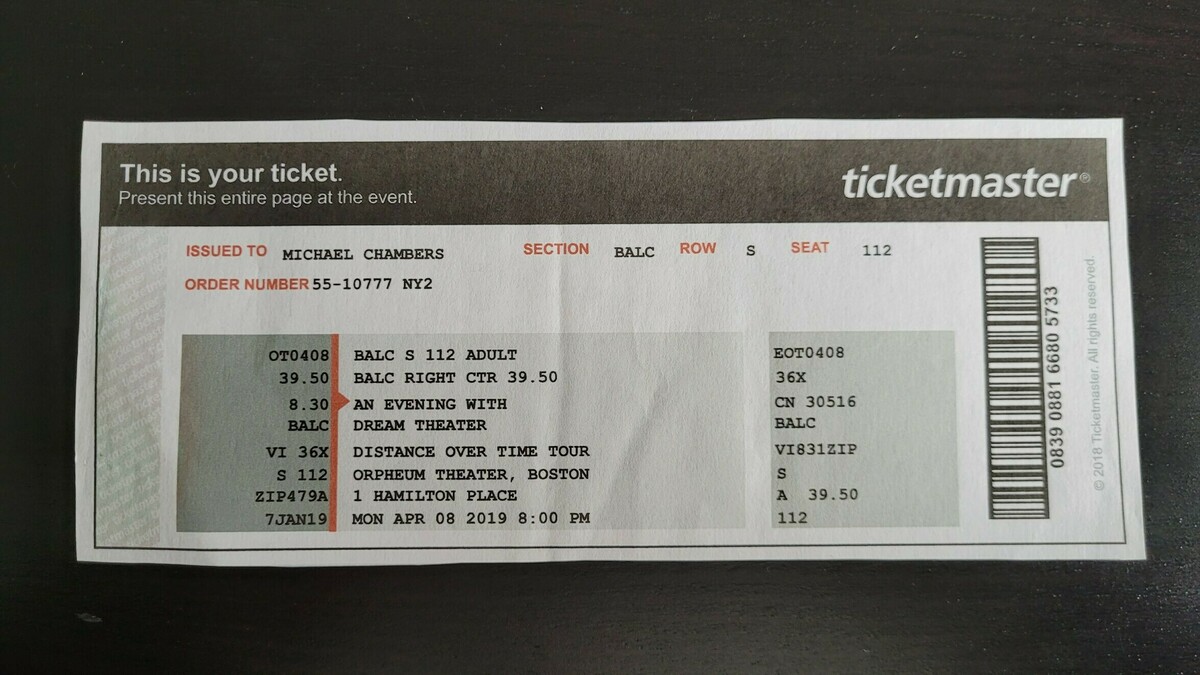 This is your ticket.
Present this entire page at the event.
ticketmaster®
ISSUED TO MICHAEL CHAMBERS SECTION BALC ROW S SEAT 112
ORDER NUMBER 55-10777 NY2
OT0408 BALC S 112 ADULT EOT0408
39.50 BALC RIGHT CTR 39.50 36X
8.30 AN EVENING WITH CN 30516
BALC DREAM THEATER BALC
VI 36X DISTANCE OVER TIME TOUR VI831ZIP
S 112 ORPHEUM THEATER, BOSTON S
ZIP479A 1 HAMILTON PLACE A 39.50
7JAN19 MON APR 08 2019 8:00 PM 112
0839 0881 6680 5733
© 2018 Ticketmaster. All rights reserved.